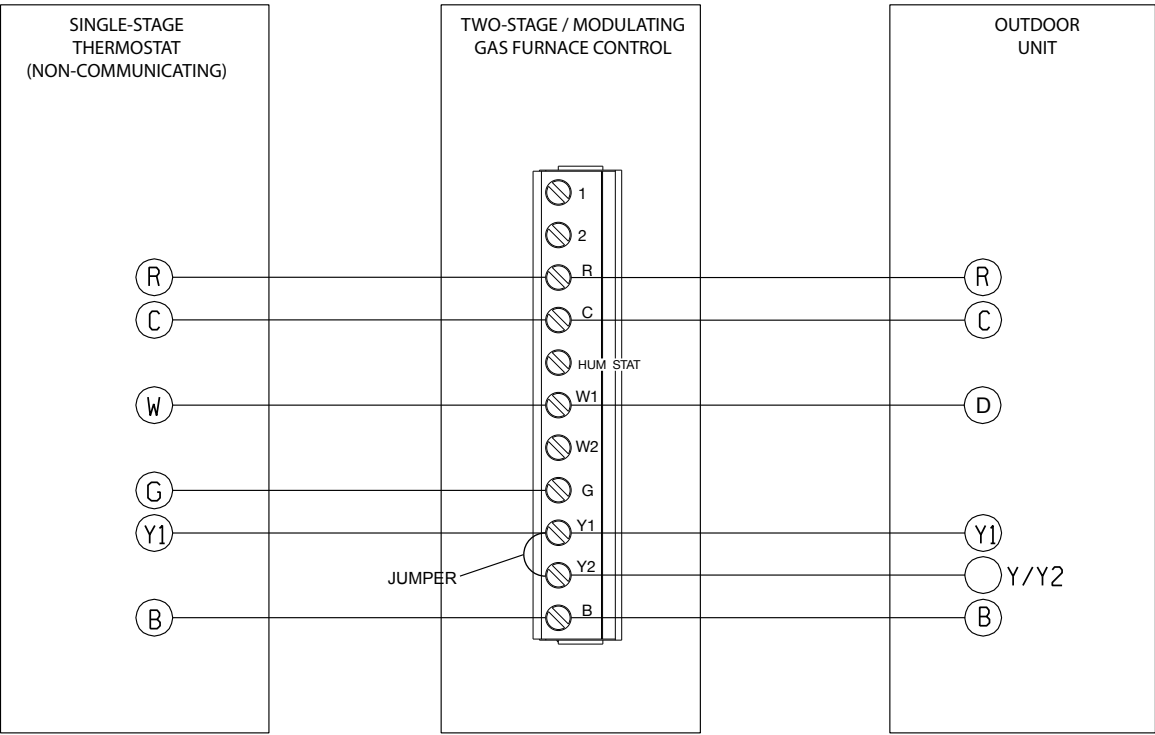 SINGLE-STAGE
THERMOSTAT
(NON-COMMUNICATING)
TWO-STAGE / MODULATING
GAS FURNACE CONTROL
OUTDOOR
UNIT
1
2
R R R
C C C
HUM STAT
W W1 D
W2
G G
Y1 Y1 Y1
JUMPER Y2 Y/Y2
B B B